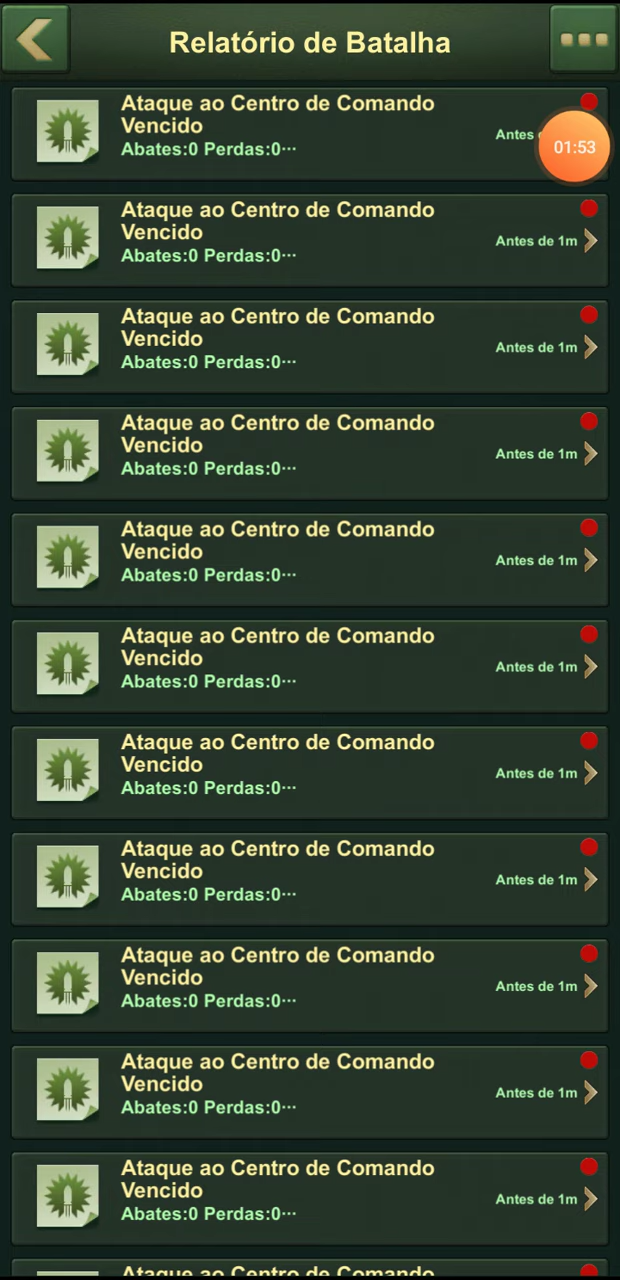 Relatório de Batalha
Ataque ao Centro de Comando
Vencido
Abates:0 Perdas:0···
Antes
01:53
Ataque ao Centro de Comando
Vencido
Abates:0 Perdas:0···
Antes de 1m
Ataque ao Centro de Comando
Vencido
Abates:0 Perdas:0···
Antes de 1m
Ataque ao Centro de Comando
Vencido
Abates:0 Perdas:0···
Antes de 1m
Ataque ao Centro de Comando
Vencido
Abates:0 Perdas:0···
Antes de 1m
Ataque ao Centro de Comando
Vencido
Abates:0 Perdas:0···
Antes de 1m
Ataque ao Centro de Comando
Vencido
Abates:0 Perdas:0···
Antes de 1m
Ataque ao Centro de Comando
Vencido
Abates:0 Perdas:0···
Antes de 1m
Ataque ao Centro de Comando
Vencido
Abates:0 Perdas:0···
Antes de 1m
Ataque ao Centro de Comando
Vencido
Abates:0 Perdas:0···
Antes de 1m
Ataque ao Centro de Comando
Vencido
Abates:0 Perdas:0···
Antes de 1m
Ataque ao Centro de Comando